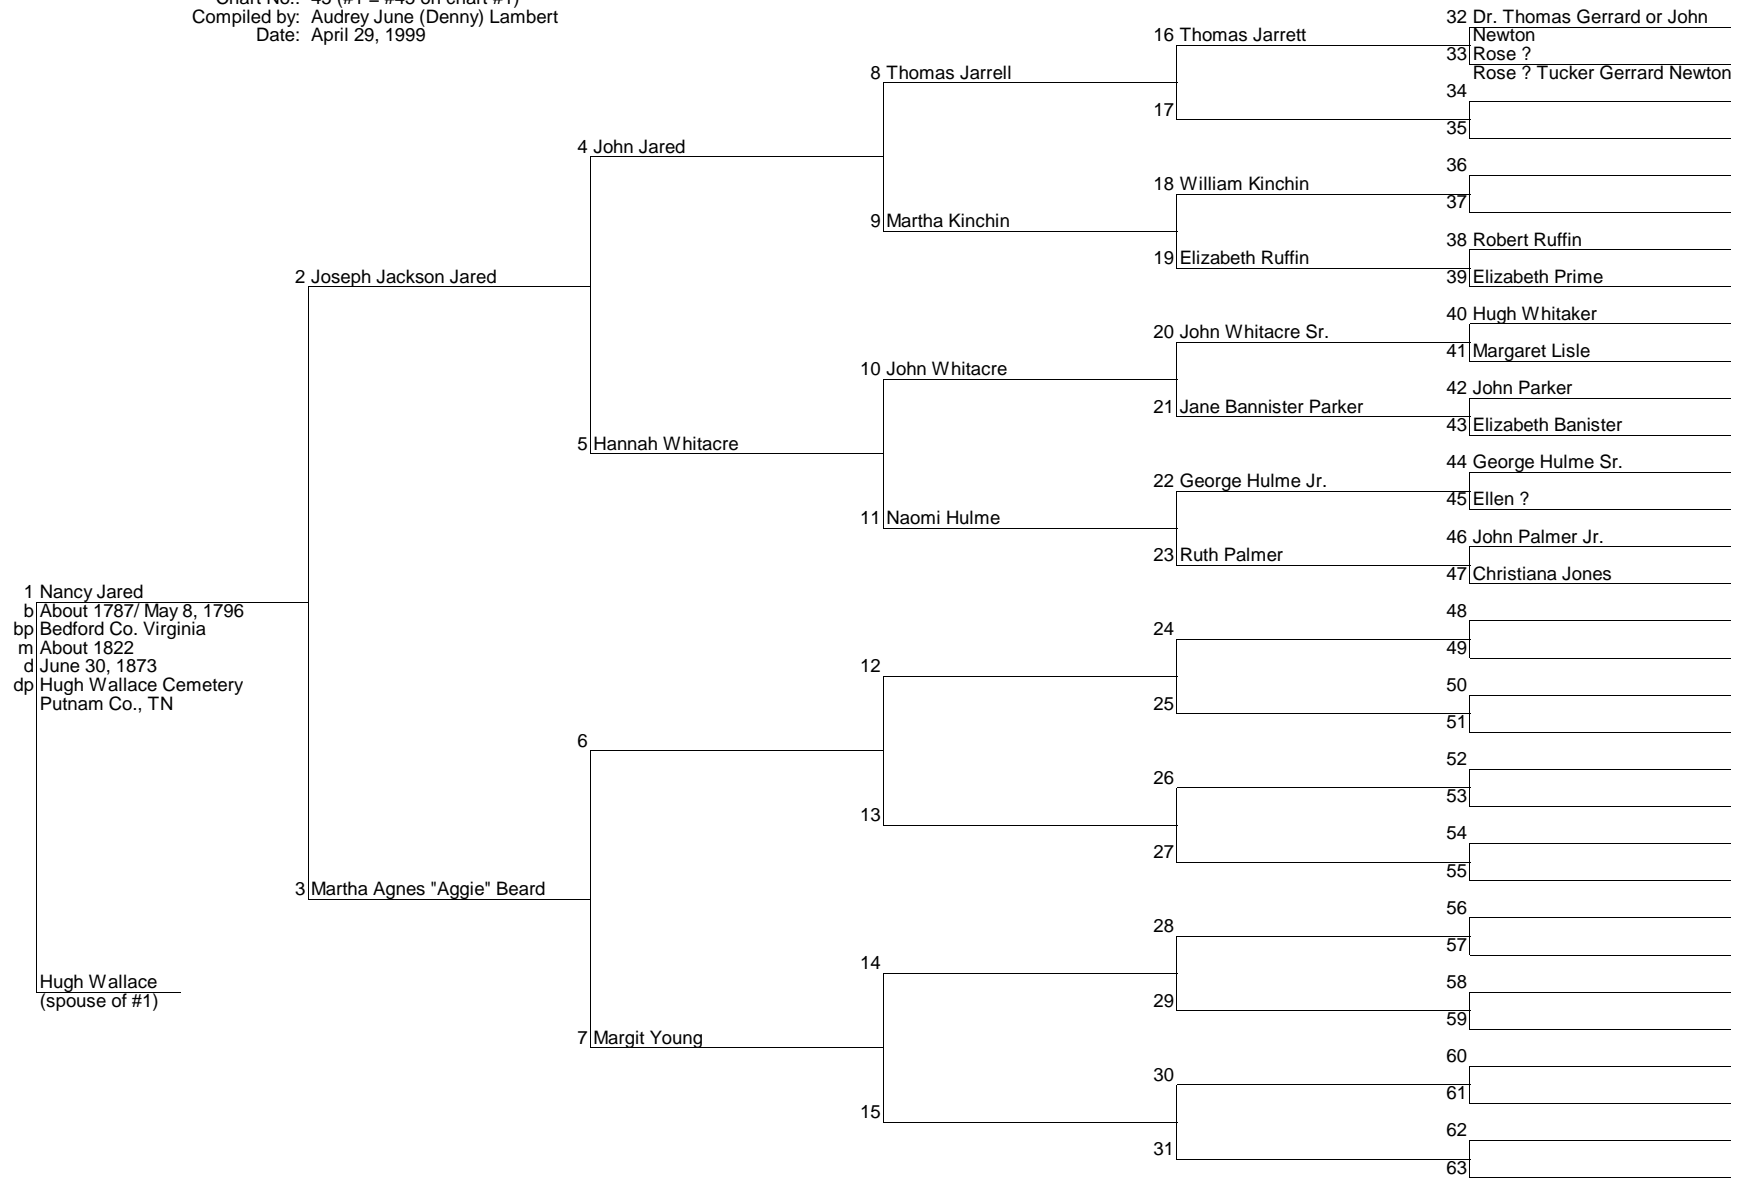 Chart No.: 43 (#1 = #43 on chart #1)
Compiled by: Audrey June (Denny) Lambert
Date: April 29, 1999
1 Nancy Jared
b About 1787/ May 8, 1796
bp Bedford Co. Virginia
m About 1822
d June 30, 1873
dp Hugh Wallace Cemetery
Putnam Co., TN
Hugh Wallace
(spouse of #1)
2 Joseph Jackson Jared
3 Martha Agnes "Aggie" Beard
4 John Jared
5 Hannah Whitacre
6
7 Margit Young
8 Thomas Jarrell
9 Martha Kinchin
10 John Whitacre
11 Naomi Hulme
12
13
14
15
16 Thomas Jarrett
17
18 William Kinchin
19 Elizabeth Ruffin
20 John Whitacre Sr.
21 Jane Bannister Parker
22 George Hulme Jr.
23 Ruth Palmer
24
25
26
27
28
29
30
31
32 Dr. Thomas Gerrard or John
Newton
33 Rose ?
Rose ? Tucker Gerrard Newton
34
35
36
37
38 Robert Ruffin
39 Elizabeth Prime
40 Hugh Whitaker
41 Margaret Lisle
42 John Parker
43 Elizabeth Banister
44 George Hulme Sr.
45 Ellen ?
46 John Palmer Jr.
47 Christiana Jones
48
49
50
51
52
53
54
55
56
57
58
59
60
61
62
63